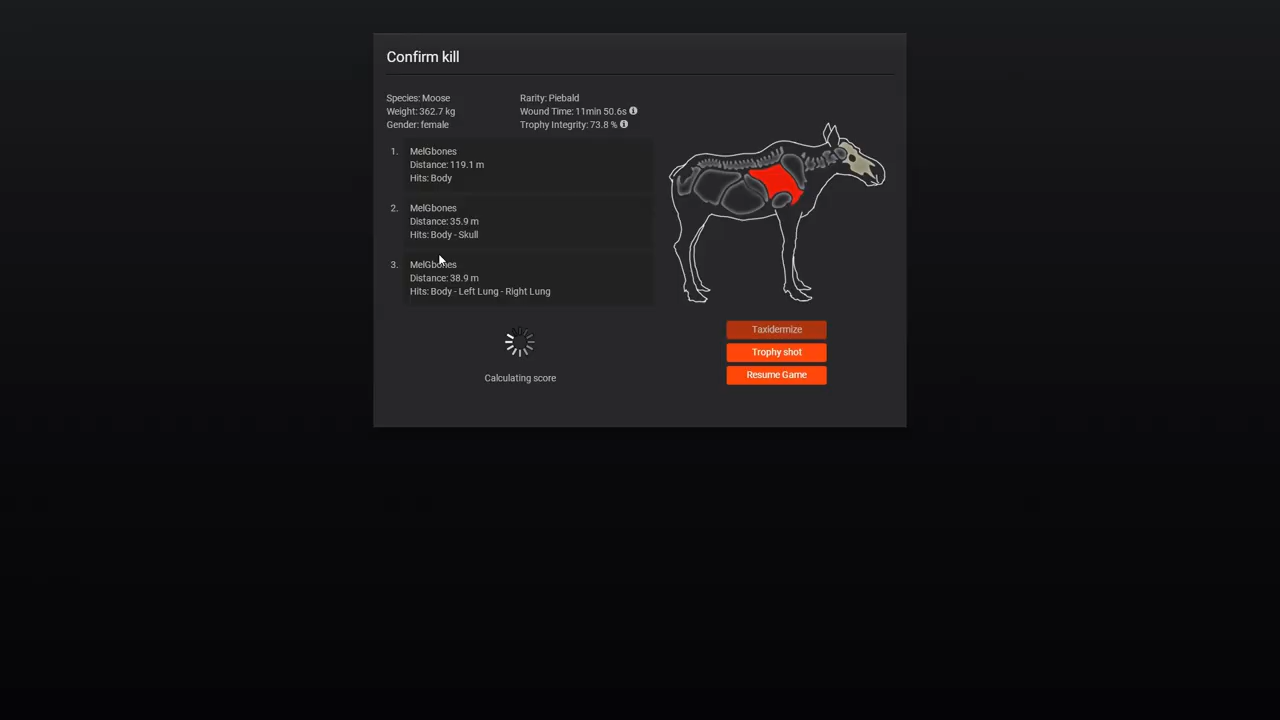 Confirm kill
Species: Moose
Weight: 362.7 kg
Gender: female
Rarity: Piebald
Wound Time: 11min 50.6s
Trophy Integrity: 73.8 %
1. MelGbones
Distance: 119.1 m
Hits: Body
2. MelGbones
Distance: 35.9 m
Hits: Body - Skull
3. MelGbones
Distance: 38.9 m
Hits: Body - Left Lung - Right Lung
Calculating score
Taxidermize
Trophy shot
Resume Game